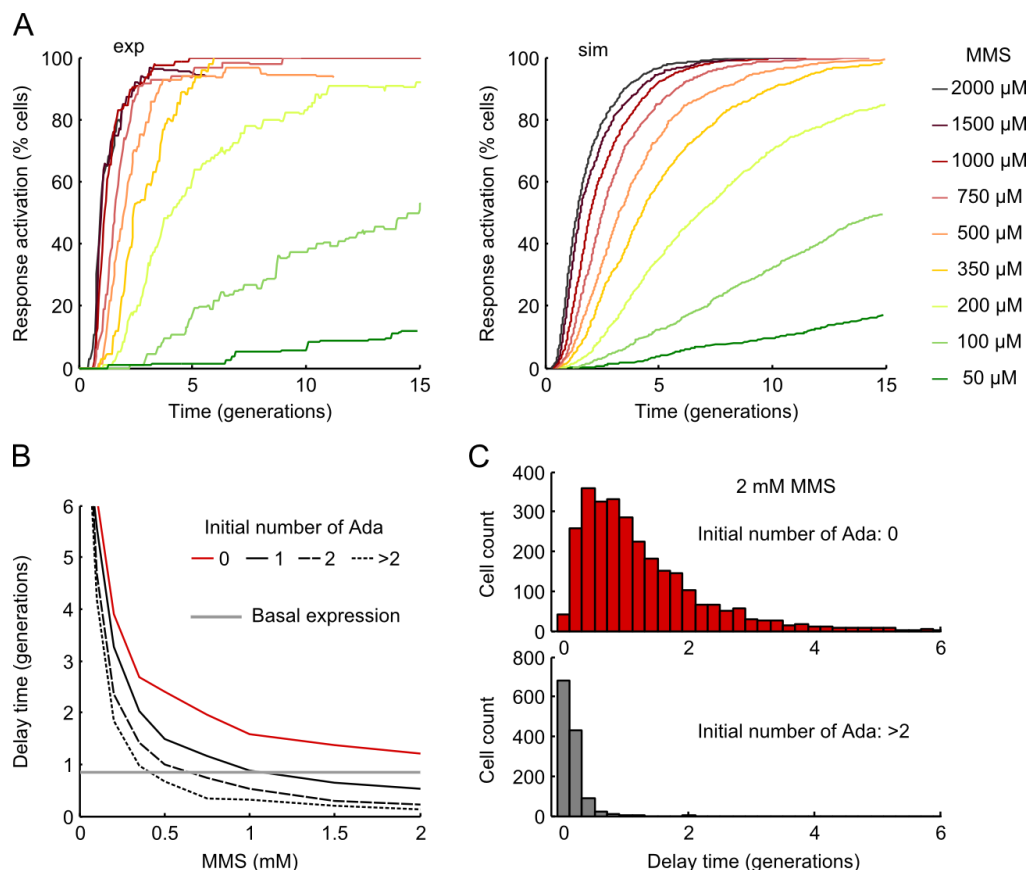 A
exp
100
80
60
40
20
0
Response activation (% cells)
0 5 10 15
Time (generations)
sim
100
80
60
40
20
0
Response activation (% cells)
0 5 10 15
Time (generations)
MMS
2000 µM
1500 µM
1000 µM
750 µM
500 µM
350 µM
200 µM
100 µM
50 µM
B
6
5
4
3
2
1
0
Delay time (generations)
Initial number of Ada
0 1 2 >2
Basal expression
0 0.5 1 1.5 2
MMS (mM)
C
400
300
200
100
0
Cell count
2 mM MMS
Initial number of Ada: 0
0 2 4 6
800
600
400
200
0
Cell count
Initial number of Ada: >2
0 2 4 6
Delay time (generations)